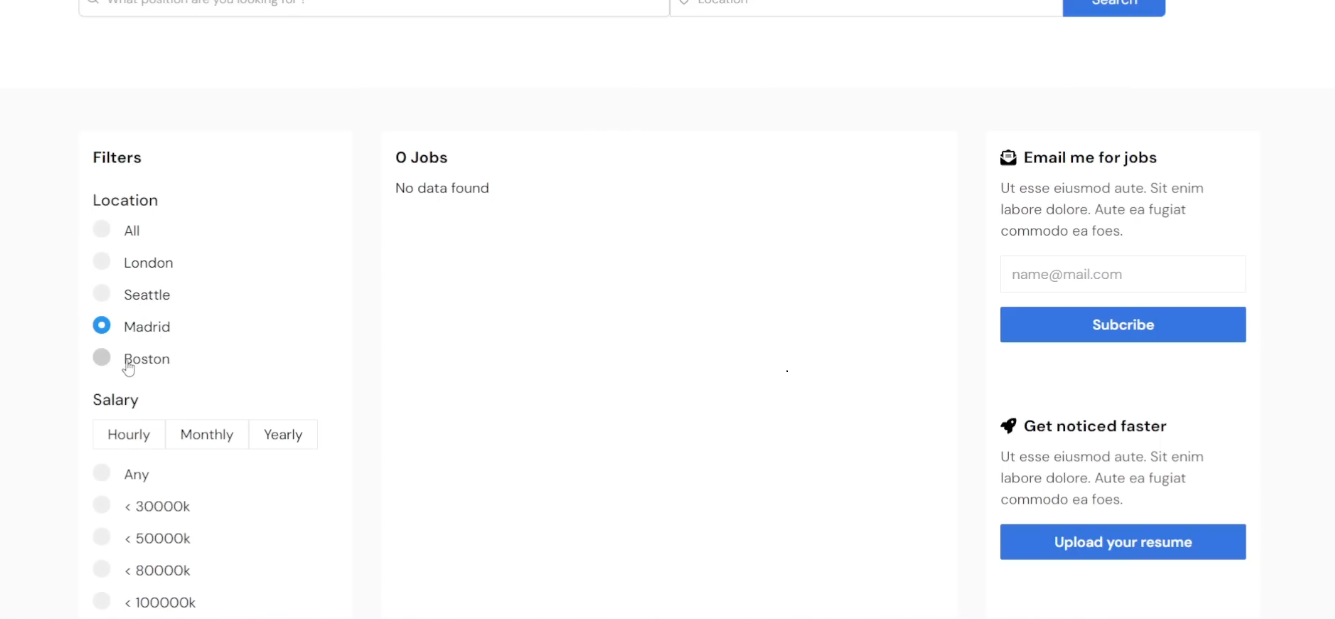 What position are you looking for ?
Location
Search
Filters
Location
All
London
Seattle
Madrid
Boston
Salary
Hourly Monthly Yearly
Any
< 30000k
< 50000k
< 80000k
< 100000k
0 Jobs
No data found
Email me for jobs
Ut esse eiusmod aute. Sit enim
labore dolore. Aute ea fugiat
commodo ea foes.
name@mail.com
Subcribe
Get noticed faster
Ut esse eiusmod aute. Sit enim
labore dolore. Aute ea fugiat
commodo ea foes.
Upload your resume